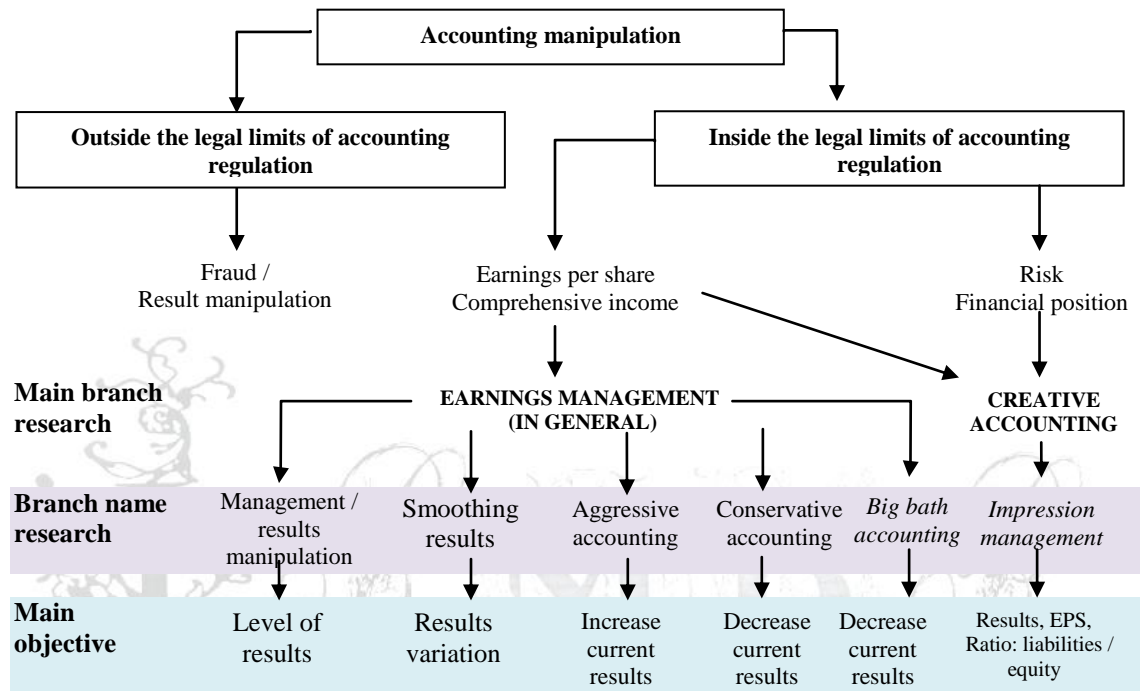 Accounting manipulation
Outside the legal limits of accounting
regulation
Inside the legal limits of accounting
regulation
Fraud /
Result manipulation
Earnings per share
Comprehensive income
Risk
Financial position
Main branch
research
EARNINGS MANAGEMENT
(IN GENERAL)
CREATIVE
ACCOUNTING
Branch name
research
Management /
results
manipulation
Smoothing
results
Aggressive
accounting
Conservative
accounting
Big bath
accounting
Impression
management
Main
objective
Level of
results
Results
variation
Increase
current
results
Decrease
current
results
Decrease
current
results
Results, EPS,
Ratio: liabilities /
equity